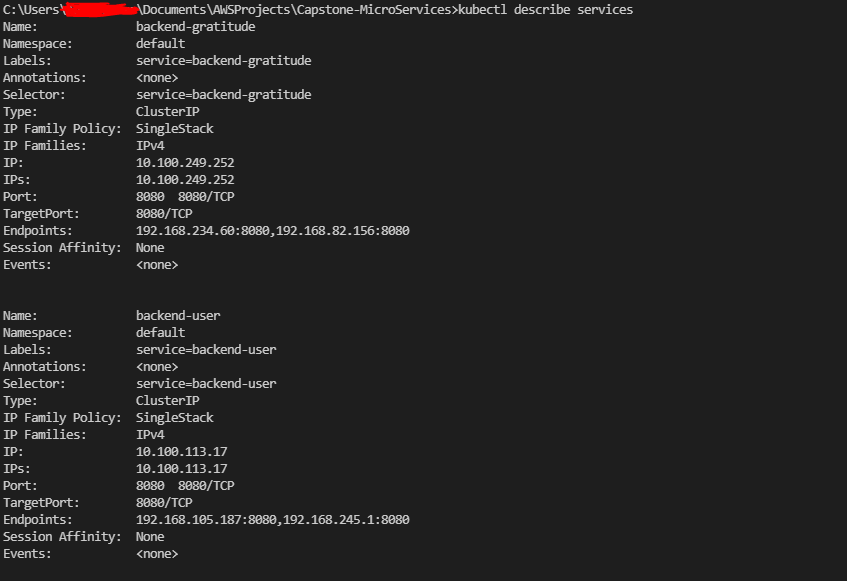 C:\Users\ \Documents\AWSProjects\Capstone-MicroServices>kubectl describe services
Name:              backend-gratitude
Namespace:         default
Labels:            service=backend-gratitude
Annotations:       <none>
Selector:          service=backend-gratitude
Type:              ClusterIP
IP Family Policy:  SingleStack
IP Families:       IPv4
IP:                10.100.249.252
IPs:               10.100.249.252
Port:              8080  8080/TCP
TargetPort:        8080/TCP
Endpoints:         192.168.234.60:8080,192.168.82.156:8080
Session Affinity:  None
Events:            <none>
Name:              backend-user
Namespace:         default
Labels:            service=backend-user
Annotations:       <none>
Selector:          service=backend-user
Type:              ClusterIP
IP Family Policy:  SingleStack
IP Families:       IPv4
IP:                10.100.113.17
IPs:               10.100.113.17
Port:              8080  8080/TCP
TargetPort:        8080/TCP
Endpoints:         192.168.105.187:8080,192.168.245.1:8080
Session Affinity:  None
Events:            <none>